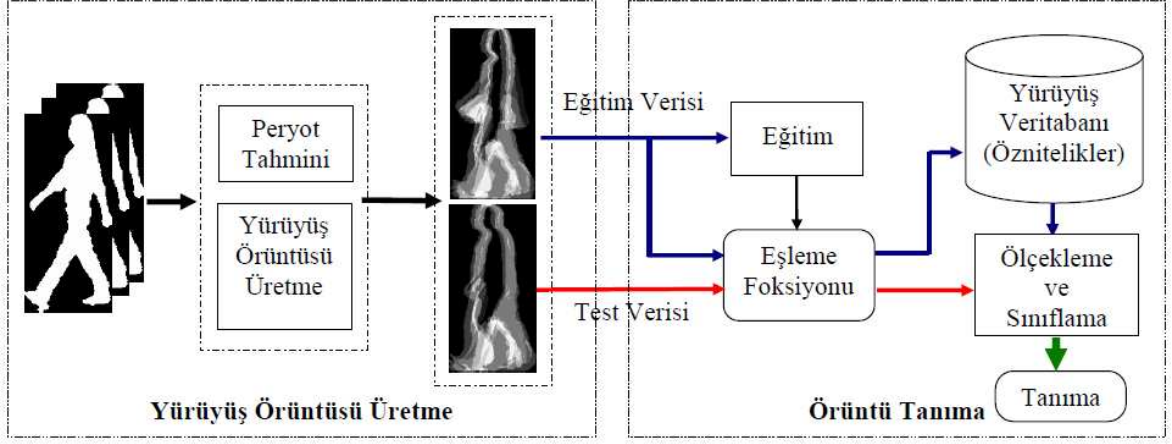 Peryot
Tahmini
Yürüyüş
Örüntüsü
Üretme
Yürüyüş Örüntüsü Üretme
Eğitim Verisi
Test Verisi
Eğitim
Eşleme
Foksiyonu
Yürüyüş
Veritabanı
(Öznitelikler)
Ölçekleme
ve
Sınıflama
Tanıma
Örüntü Tanıma